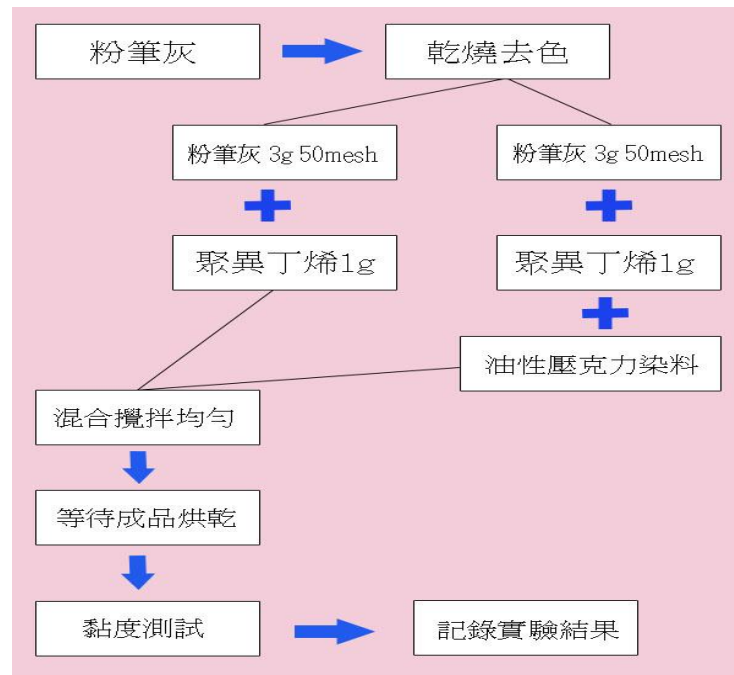 粉筆灰
乾燒去色
粉筆灰 3g 50mesh
粉筆灰 3g 50mesh
聚異丁烯1g
聚異丁烯1g
油性壓克力染料
混合攪拌均勻
等待成品烘乾
黏度測試
記錄實驗結果